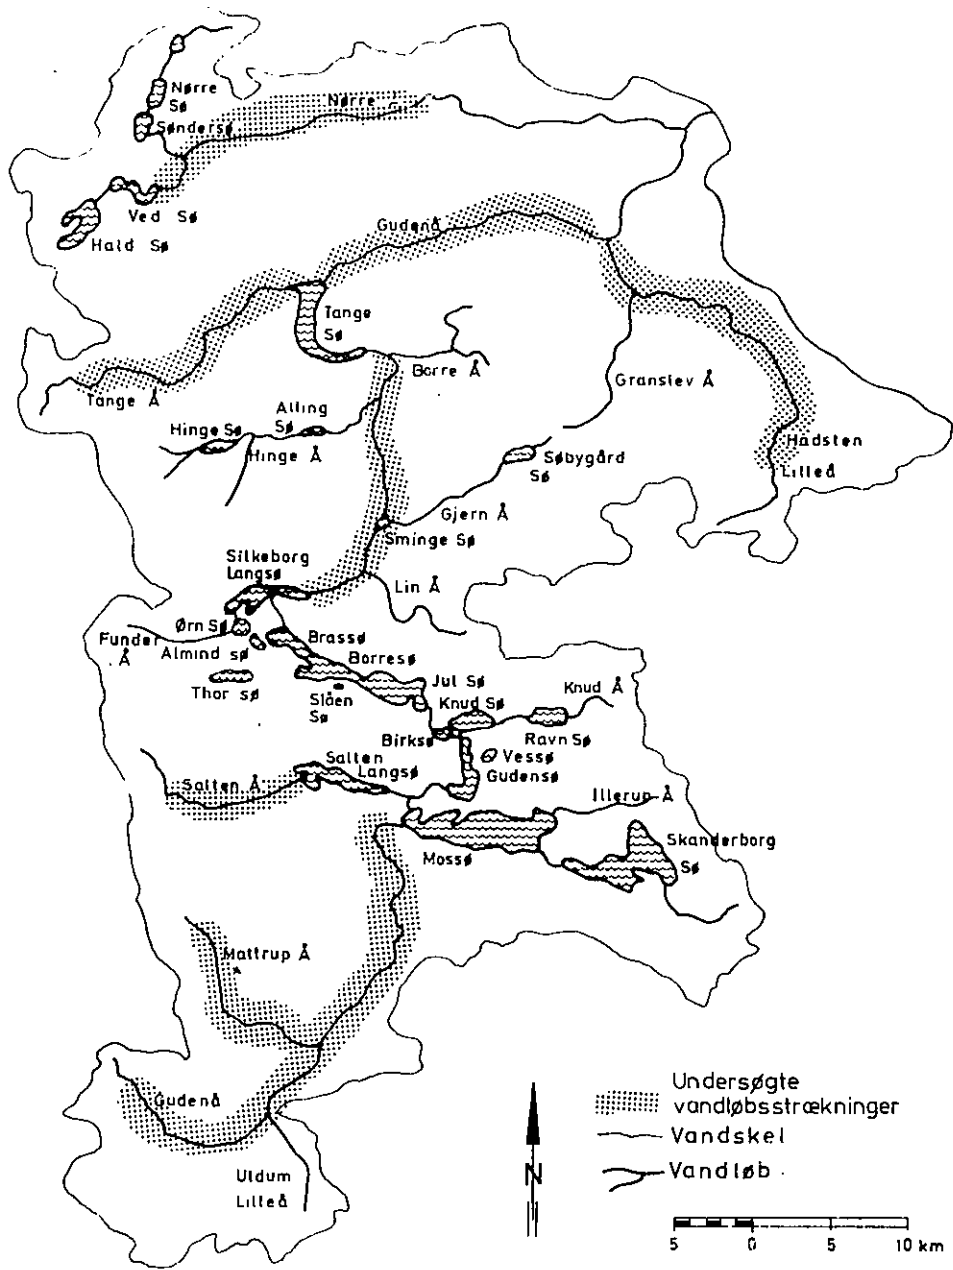 Nørre
Sø
Søndersø
Nørre
Ved Sø
Hald Sø
Gudenå
Tange
Sø
Borre Å
Tange Å
Granslev Å
Alling
Sø
Hinge Sø
Hinge Å
Hadsten
Lilleå
Søbygård
Sø
Gjern Å
Sminge Sø
Silkeborg
Langsø
Lin Å
Ørn Sø
Funder
Å
Almind sø
Thor sø
Brassø
Borresø
Slåen
Sø
Jul Sø
Knud Sø
Knud Å
Birksø
Ravn Sø
Vessø
Gudensø
Salten
Langsø
Salten Å
Illerup Å
Mossø
Skanderborg
Sø
Mattrup Å
Gudenå
Uldum
Lilleå
N
Undersøgte
vandløbsstrækninger
Vandskel
Vandløb
5 0 5 10 km